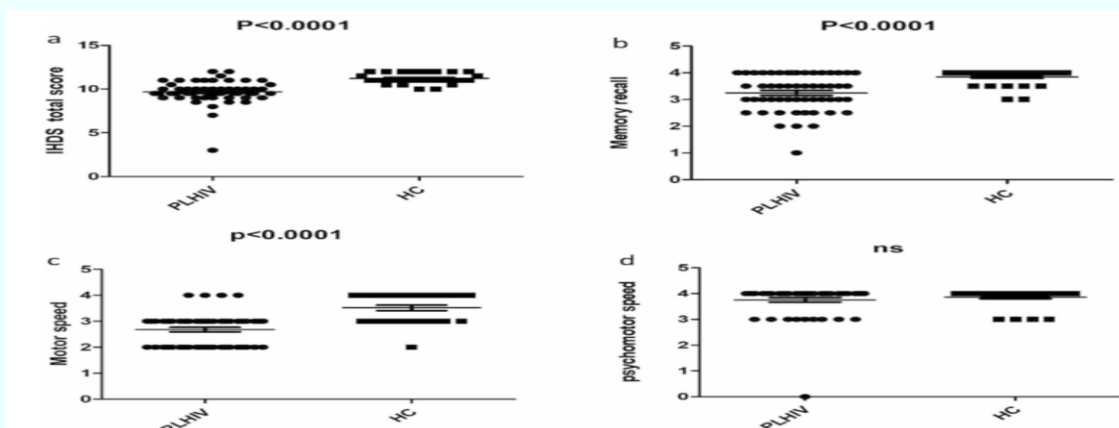 P<0.0001
a
IHDS total score
15
10
5
0
PLHIV
HC
P<0.0001
b
Memory recall
5
4
3
2
1
0
PLHIV
HC
p<0.0001
c
Motor speed
5
4
3
2
1
0
PLHIV
HC
ns
d.
psychomotor speed
5
4
3
2
1
0
PLHIV
HC